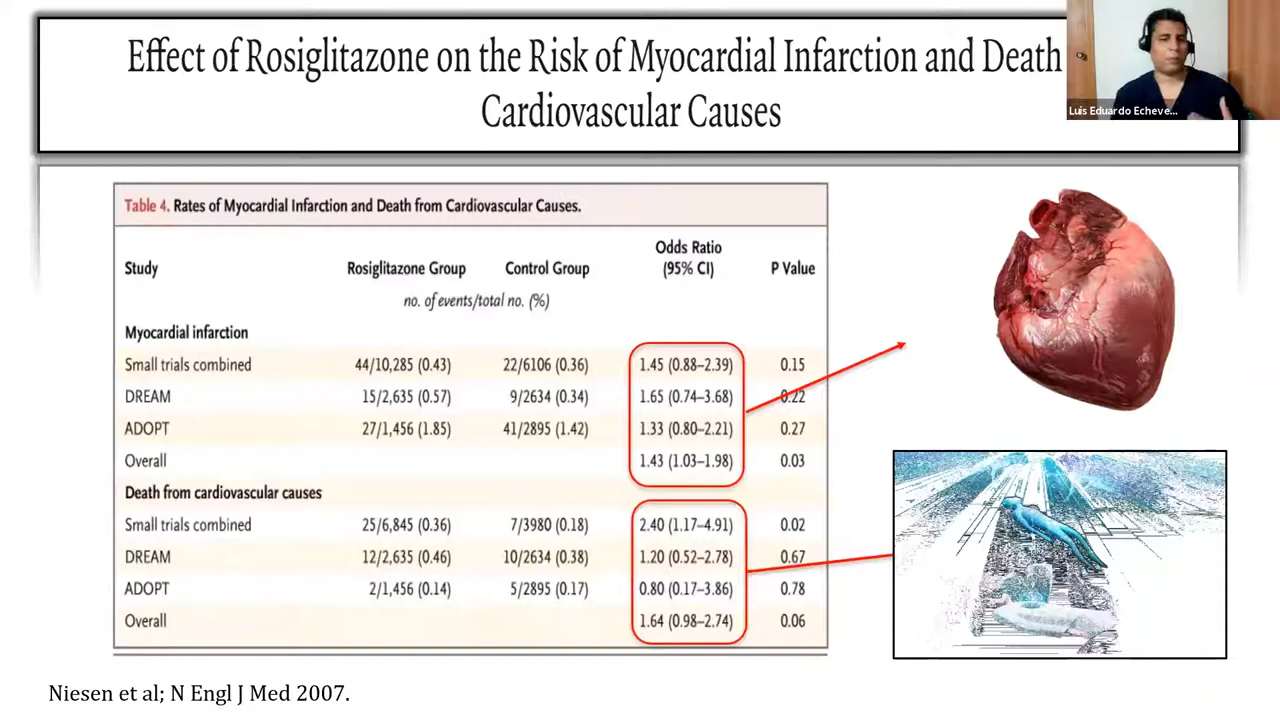 Effect of Rosiglitazone on the Risk of Myocardial Infarction and Death
Cardiovascular Causes
Luis Eduardo Echeve...
Table 4. Rates of Myocardial Infarction and Death from Cardiovascular Causes.
Study Rosiglitazone Group Control Group Odds Ratio (95% CI) P Value
no. of events/total no. (%)
Myocardial infarction
Small trials combined 44/10,285 (0.43) 22/6106 (0.36) 1.45 (0.88–2.39) 0.15
DREAM 15/2,635 (0.57) 9/2634 (0.34) 1.65 (0.74–3.68) 0.22
ADOPT 27/1,456 (1.85) 41/2895 (1.42) 1.33 (0.80–2.21) 0.27
Overall 1.43 (1.03–1.98) 0.03
Death from cardiovascular causes
Small trials combined 25/6,845 (0.36) 7/3980 (0.18) 2.40 (1.17–4.91) 0.02
DREAM 12/2,635 (0.46) 10/2634 (0.38) 1.20 (0.52–2.78) 0.67
ADOPT 2/1,456 (0.14) 5/2895 (0.17) 0.80 (0.17–3.86) 0.78
Overall 1.64 (0.98–2.74) 0.06
Niesen et al; N Engl J Med 2007.